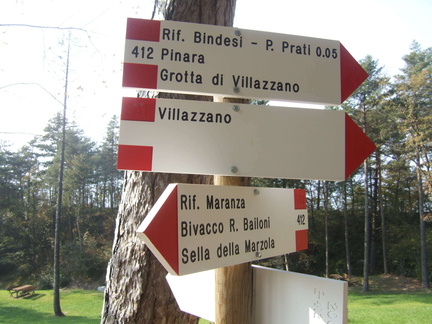 Rif. Bindesi - P. Prati 0.05
412 Pinara
Grotta di Villazzano
Villazzano
Rif. Maranza
Bivacco R. Bailoni 412
Sella della Marzola